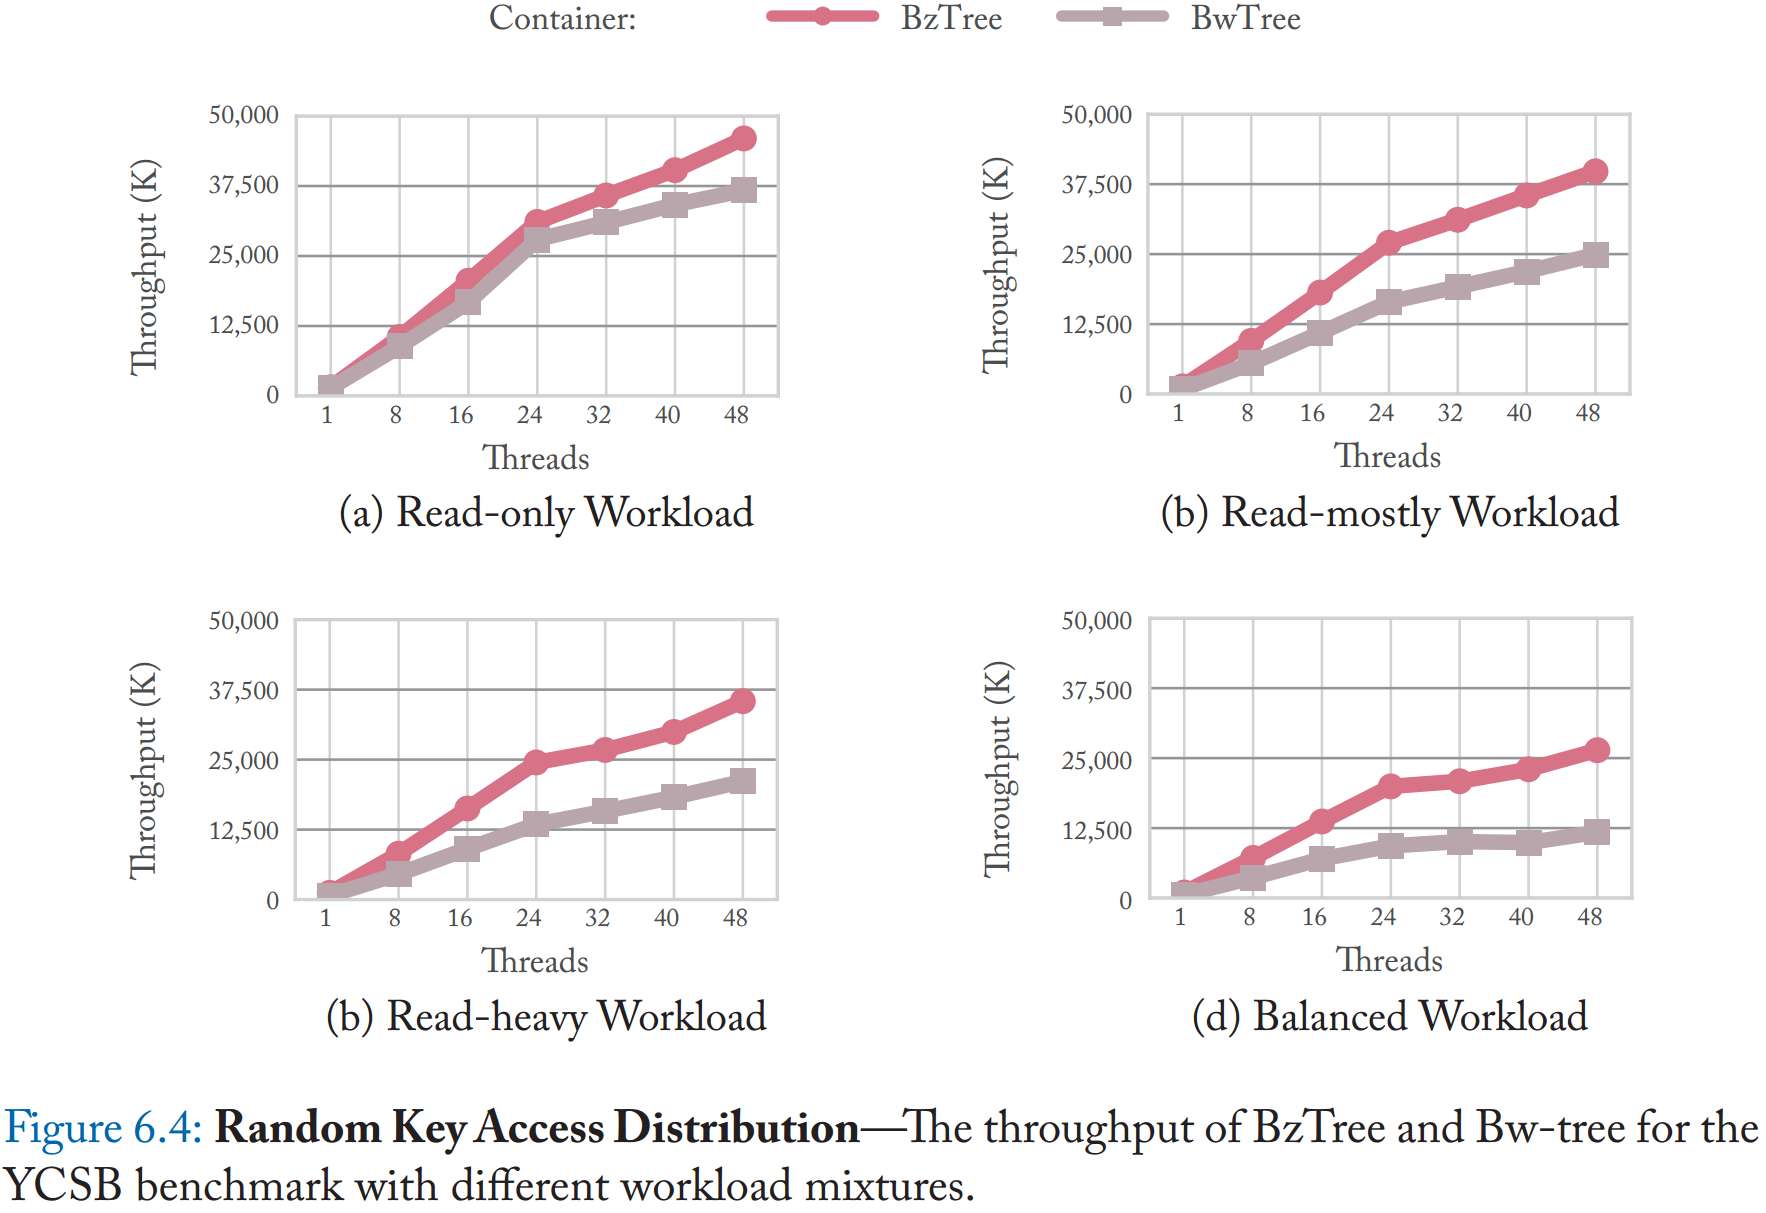 Container: BzTree BwTree
50,000
37,500
25,000
12,500
0
Throughput (K)
1 8 16 24 32 40 48
Threads
(a) Read-only Workload
50,000
37,500
25,000
12,500
0
Throughput (K)
1 8 16 24 32 40 48
Threads
(b) Read-mostly Workload
50,000
37,500
25,000
12,500
0
Throughput (K)
1 8 16 24 32 40 48
Threads
(b) Read-heavy Workload
50,000
37,500
25,000
12,500
0
Throughput (K)
1 8 16 24 32 40 48
Threads
(d) Balanced Workload
Figure 6.4: Random Key Access Distribution—The throughput of BzTree and Bw-tree for the
YCSB benchmark with different workload mixtures.